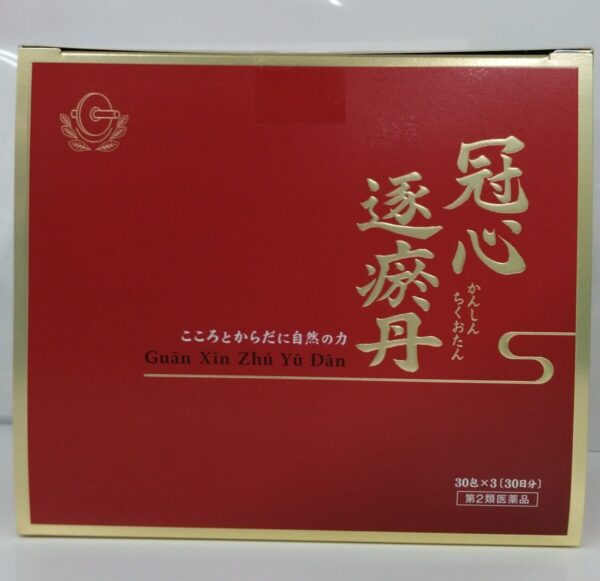 冠心
逐瘀丹
かんしん
ちくおたん
こころとからだに自然の力
Guān Xīn Zhú Yū Dān
30包×3〔30日分〕
第2類医薬品